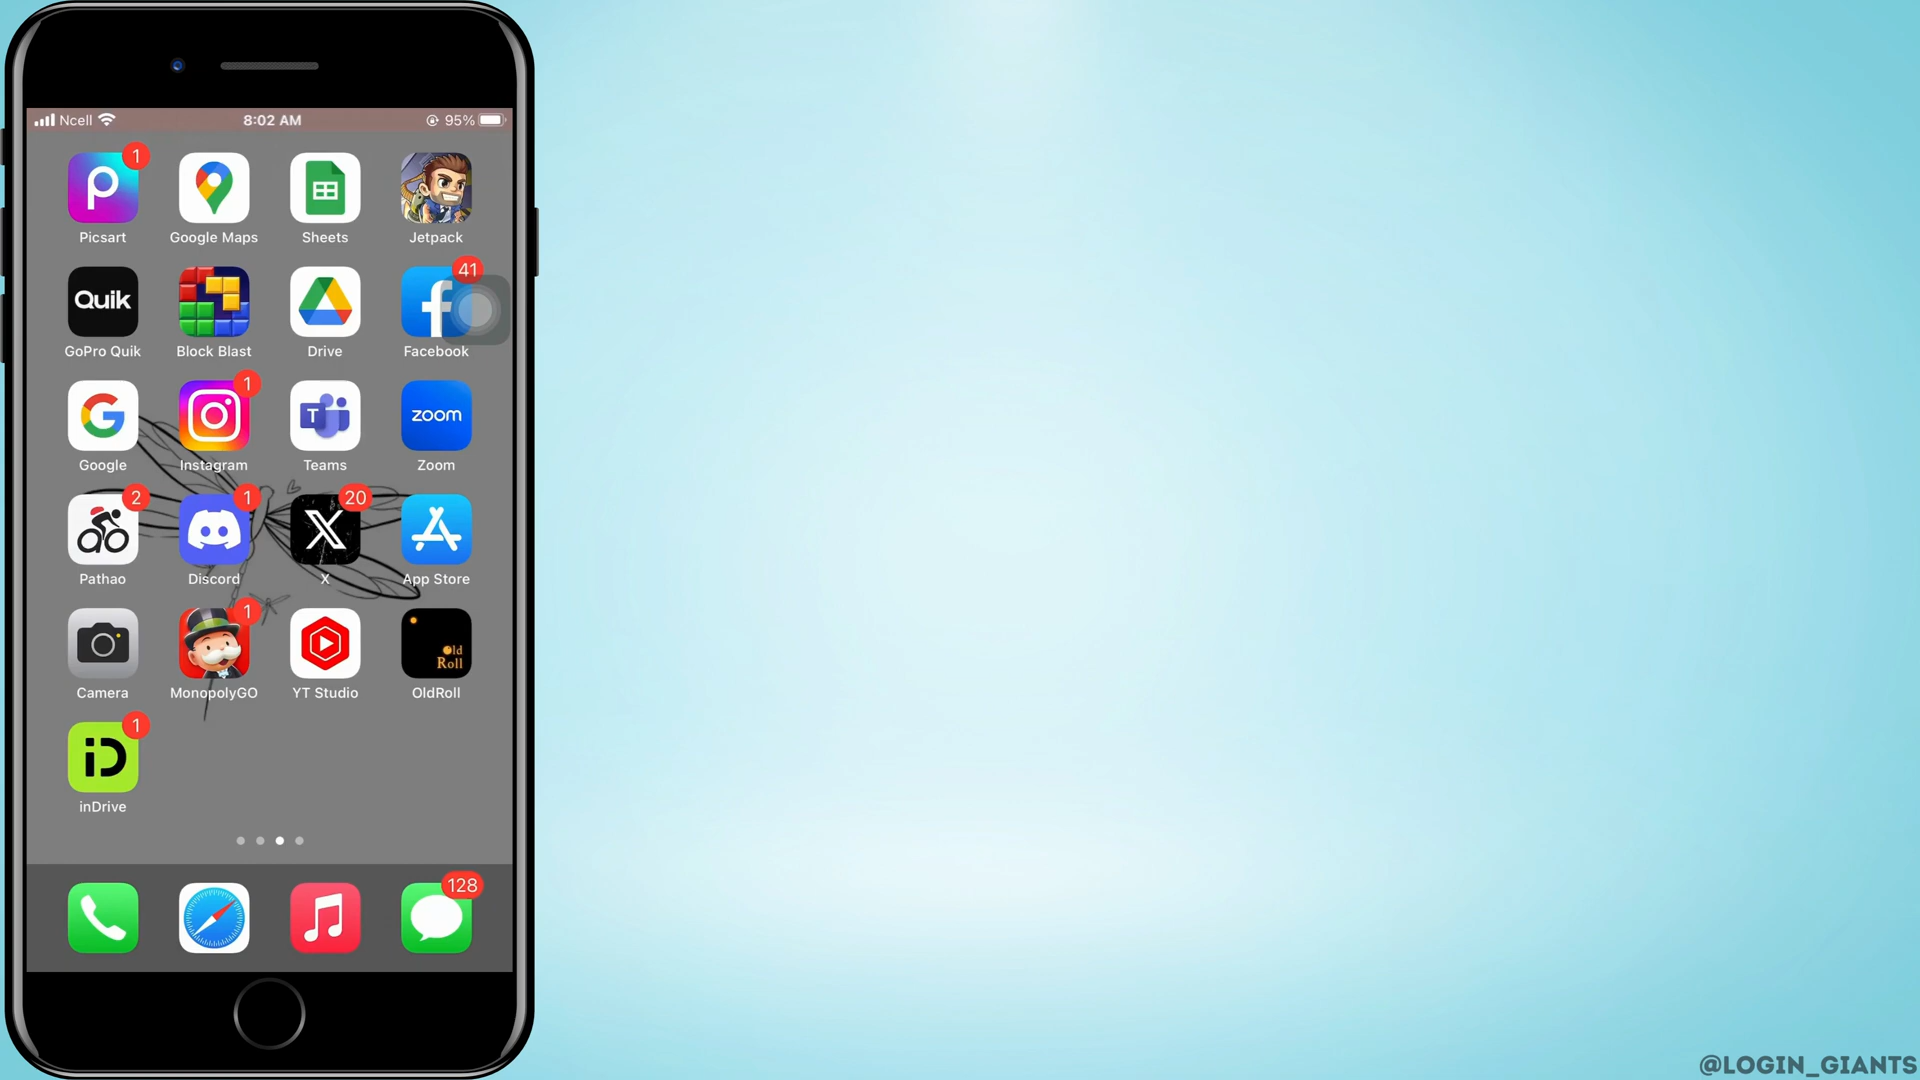 Ncell 8:02 AM 95%
1
Picsart Google Maps Sheets Jetpack
41
Quik
GoPro Quik Block Blast Drive Facebook
1
T zoom
Google Instagram Teams Zoom
2 1 20
Pathao Discord X App Store
1
Old
Roll
Camera MonopolyGO YT Studio OldRoll
1
iD
inDrive
128
@LOGIN_GIANTS